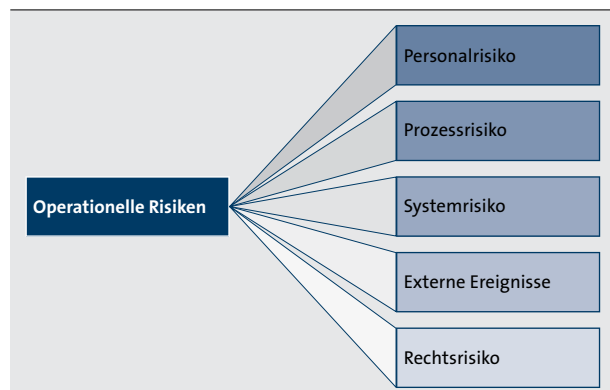 Personalrisiko
Prozessrisiko
Operationelle Risiken
Systemrisiko
Externe Ereignisse
Rechtsrisiko